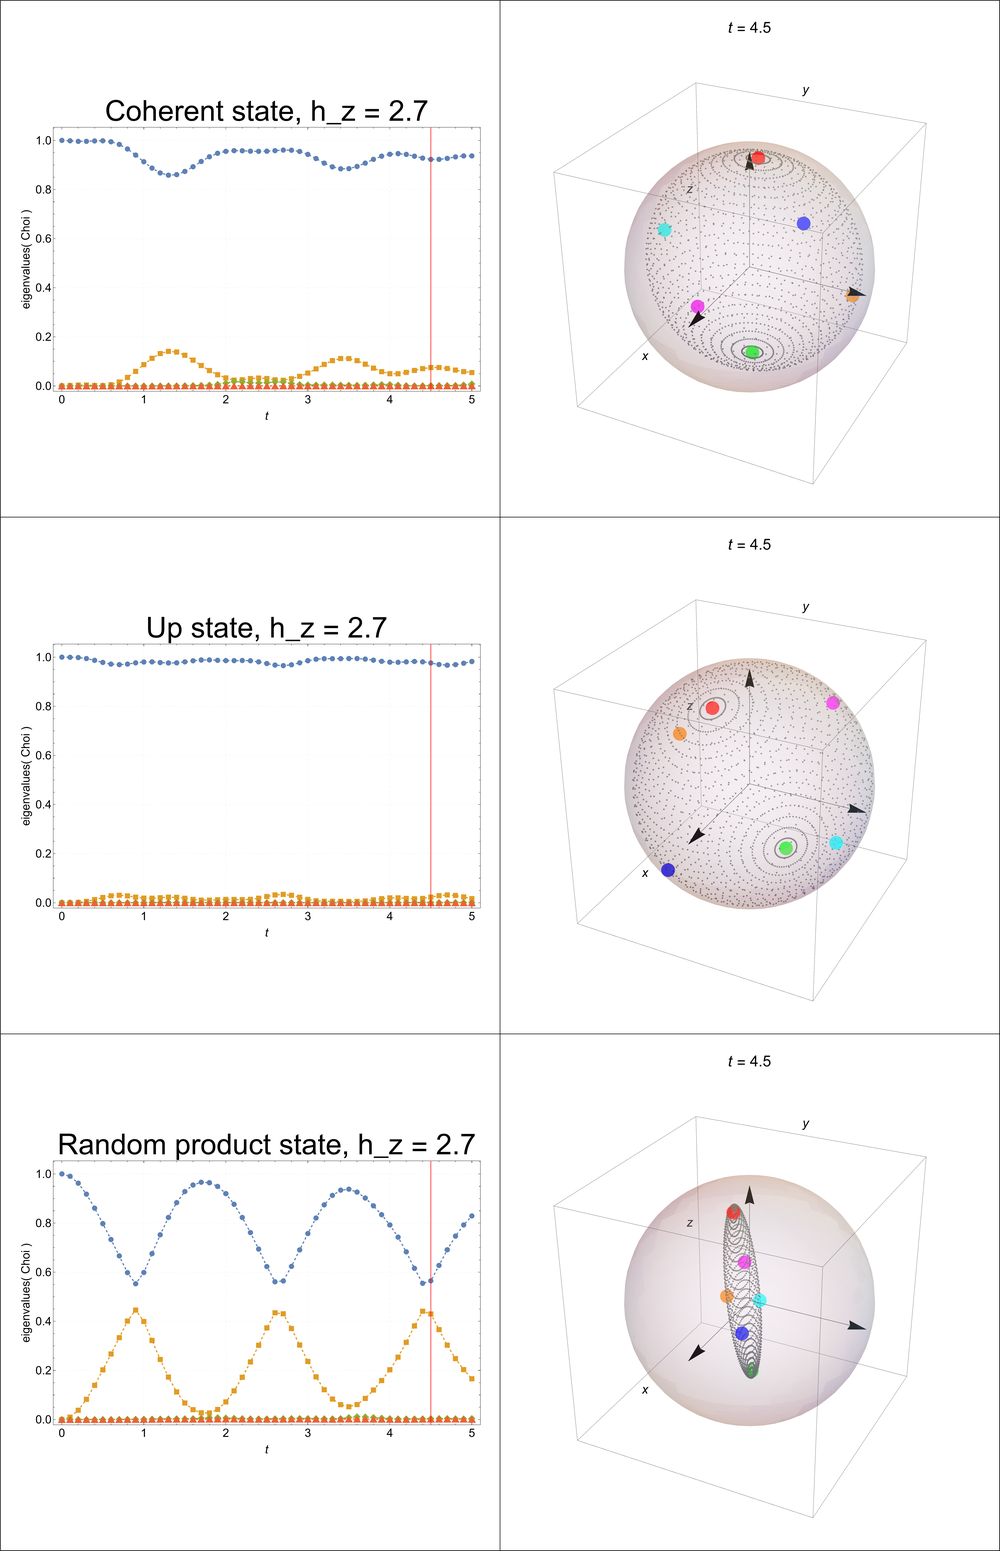 t = 4.5
Coherent state, h_z = 2.7
1.0
0.8
0.6
0.4
0.2
0.0
eigenvalues( Choi )
0 1 2 3 4 5
t
y
z
x
t = 4.5
Up state, h_z = 2.7
1.0
0.8
0.6
0.4
0.2
0.0
eigenvalues( Choi )
0 1 2 3 4 5
t
y
z
x
t = 4.5
Random product state, h_z = 2.7
1.0
0.8
0.6
0.4
0.2
0.0
eigenvalues( Choi )
0 1 2 3 4 5
t
y
z
x